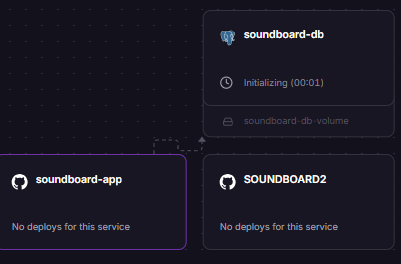 soundboard-db
Initializing (00:01)
soundboard-db-volume
soundboard-app
No deploys for this service
SOUNDBOARD2
No deploys for this service